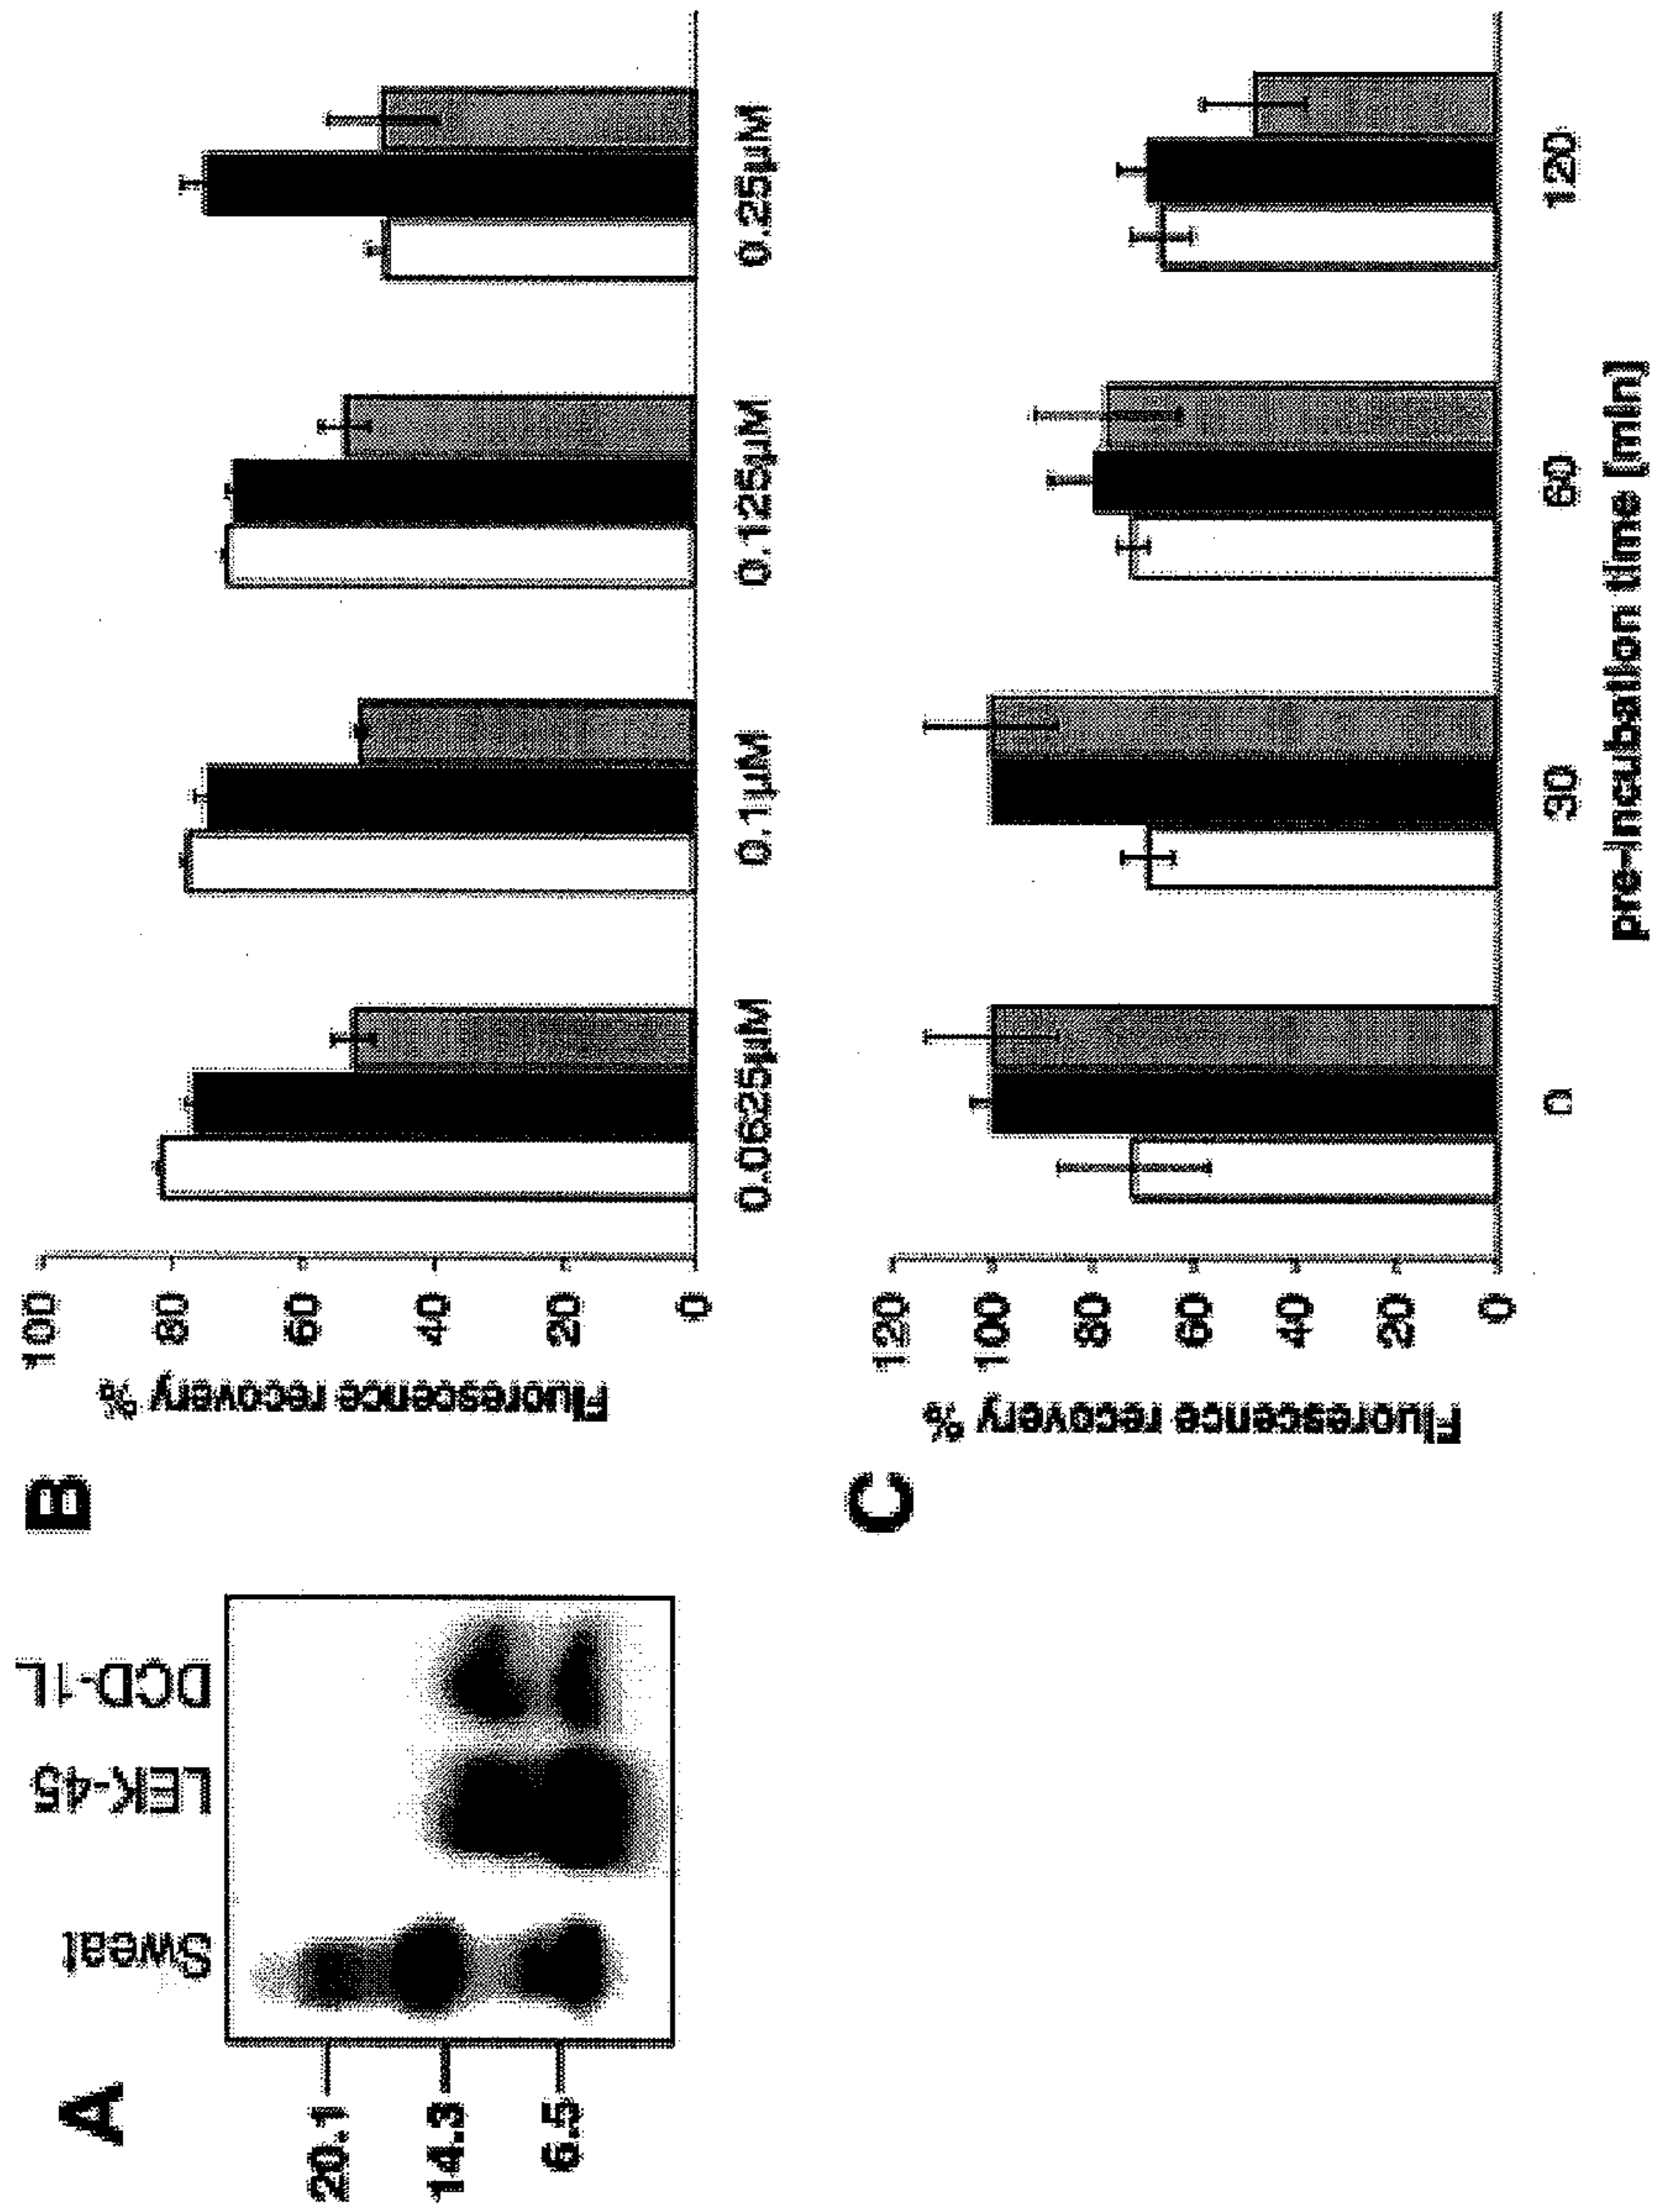 A
Sweat
LEK-45
DCD-1L
20.1
14.3
6.5
B
Fluorescence recovery %
100
80
60
40
20
0
0.0625µM
0.1µM
0.125µM
0.25µM
C
Fluorescence recovery %
120
100
80
60
40
20
0
0
30
60
120
pre-incubation time [min]